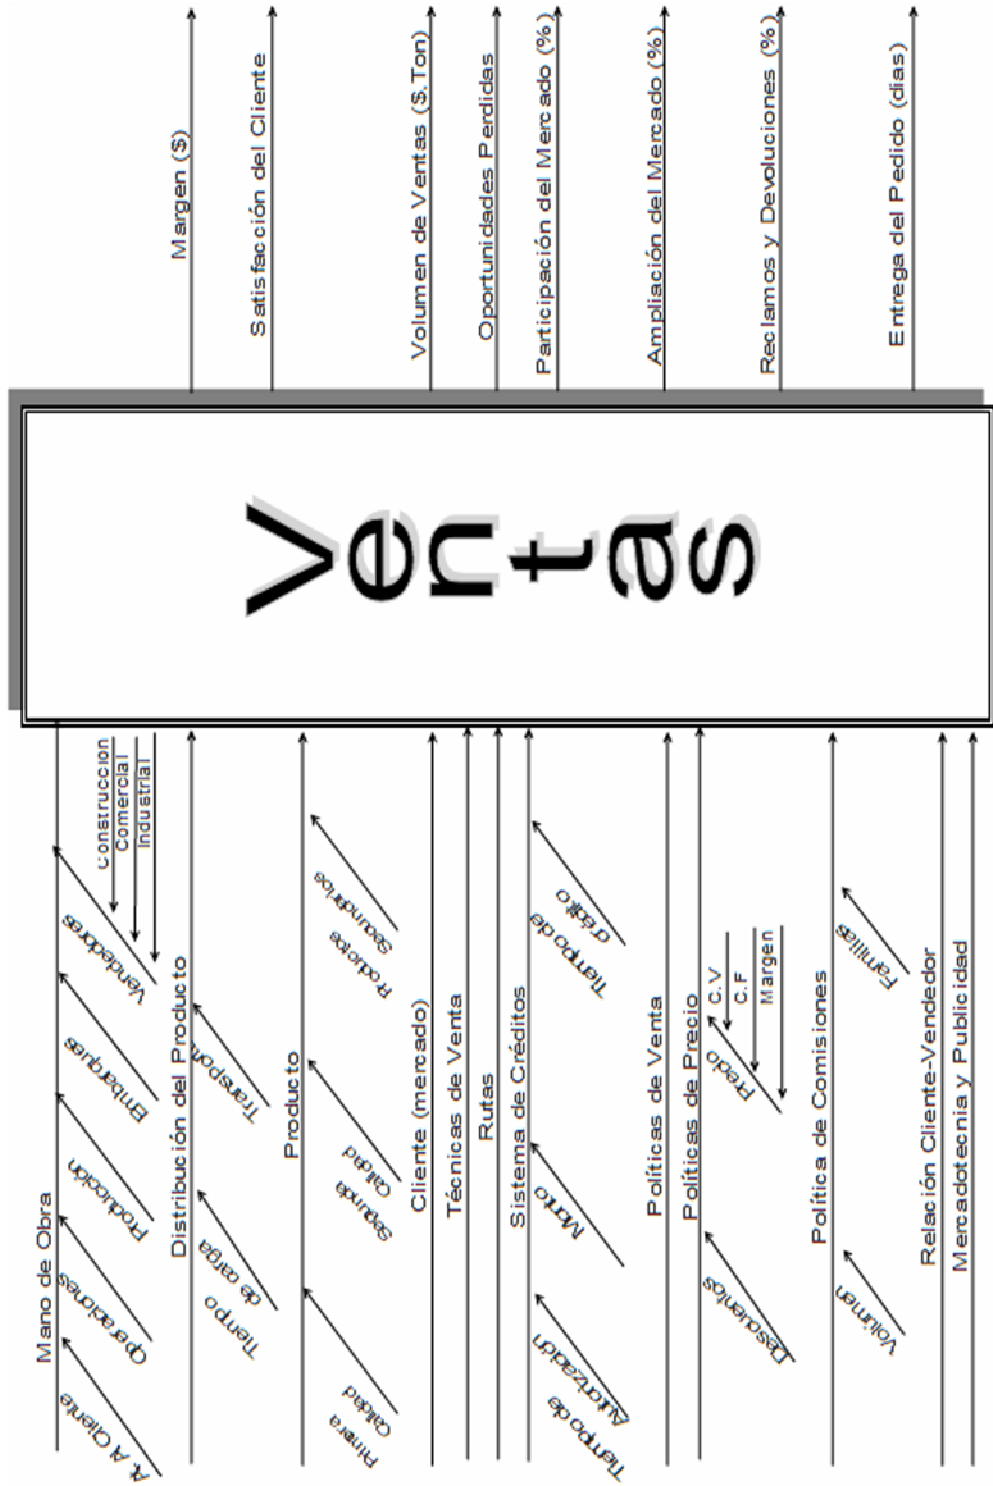 Mano de Obra
A. A Cliente
Operaciones
Producción
Embarques
Vendedores
Construccion
Comercial
Industrial
Distribución del Producto
Tiempo
de carga
Transport
Producto
Primera
Calidad
Segunda
Calidad
Productos
Secundarios
Cliente (mercado)
Técnicas de Venta
Rutas
Sistema de Créditos
Tiempo de
Autorización
Monto
Tiempo de
crédito
Políticas de Venta
Políticas de Precio
Descuentos
Precio
C.V
C.F
Margen
Política de Comisiones
Volumen
Familias
Relación Cliente-Vendedor
Mercadotecnia y Publicidad
Ventas
Margen ($)
Satisfacción del Cliente
Volumen de Ventas ($.Ton)
Oportunidades Perdidas
Participación del Mercado (%)
Ampliación del Mercado (%)
Reclamos y Devoluciones (%)
Entrega del Pedido (dias)